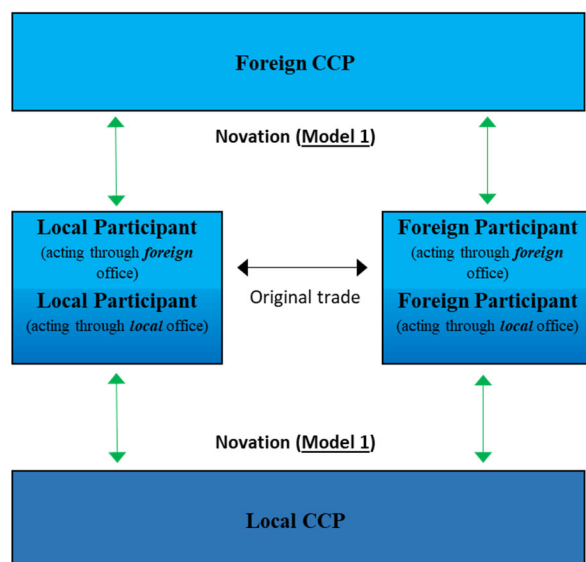 Foreign CCP
Novation (Model 1)
Local Participant
(acting through foreign
office)
Local Participant
(acting through local office)
Original trade
Foreign Participant
(acting through foreign
office)
Foreign Participant
(acting through local office)
Novation (Model 1)
Local CCP